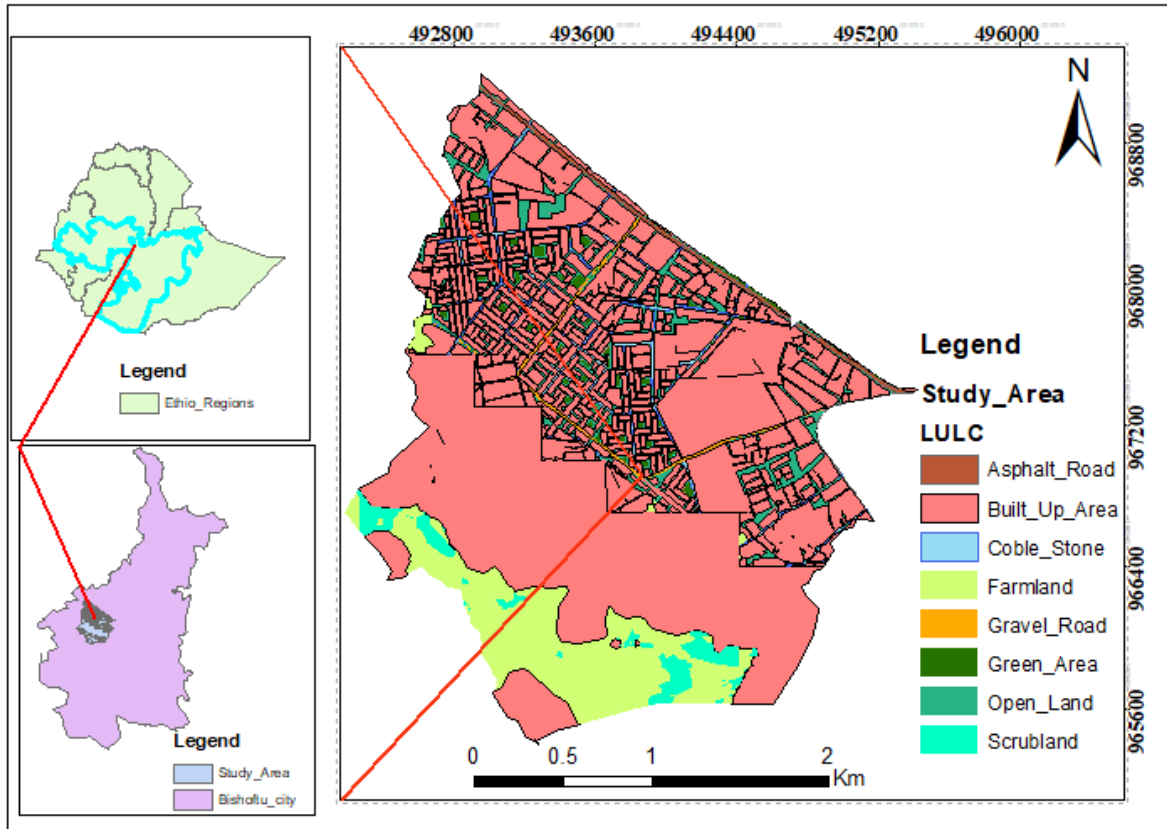 492800 493600 494400 495200 496000
N
968800
968000
967200
966400
965600
Legend
Ethio_Regions
Legend
Study_Area
Bishoftu_city
Legend
Study_Area
LULC
Asphalt_Road
Built_Up_Area
Coble_Stone
Farmland
Gravel_Road
Green_Area
Open_Land
Scrubland
0 0.5 1 2
Km